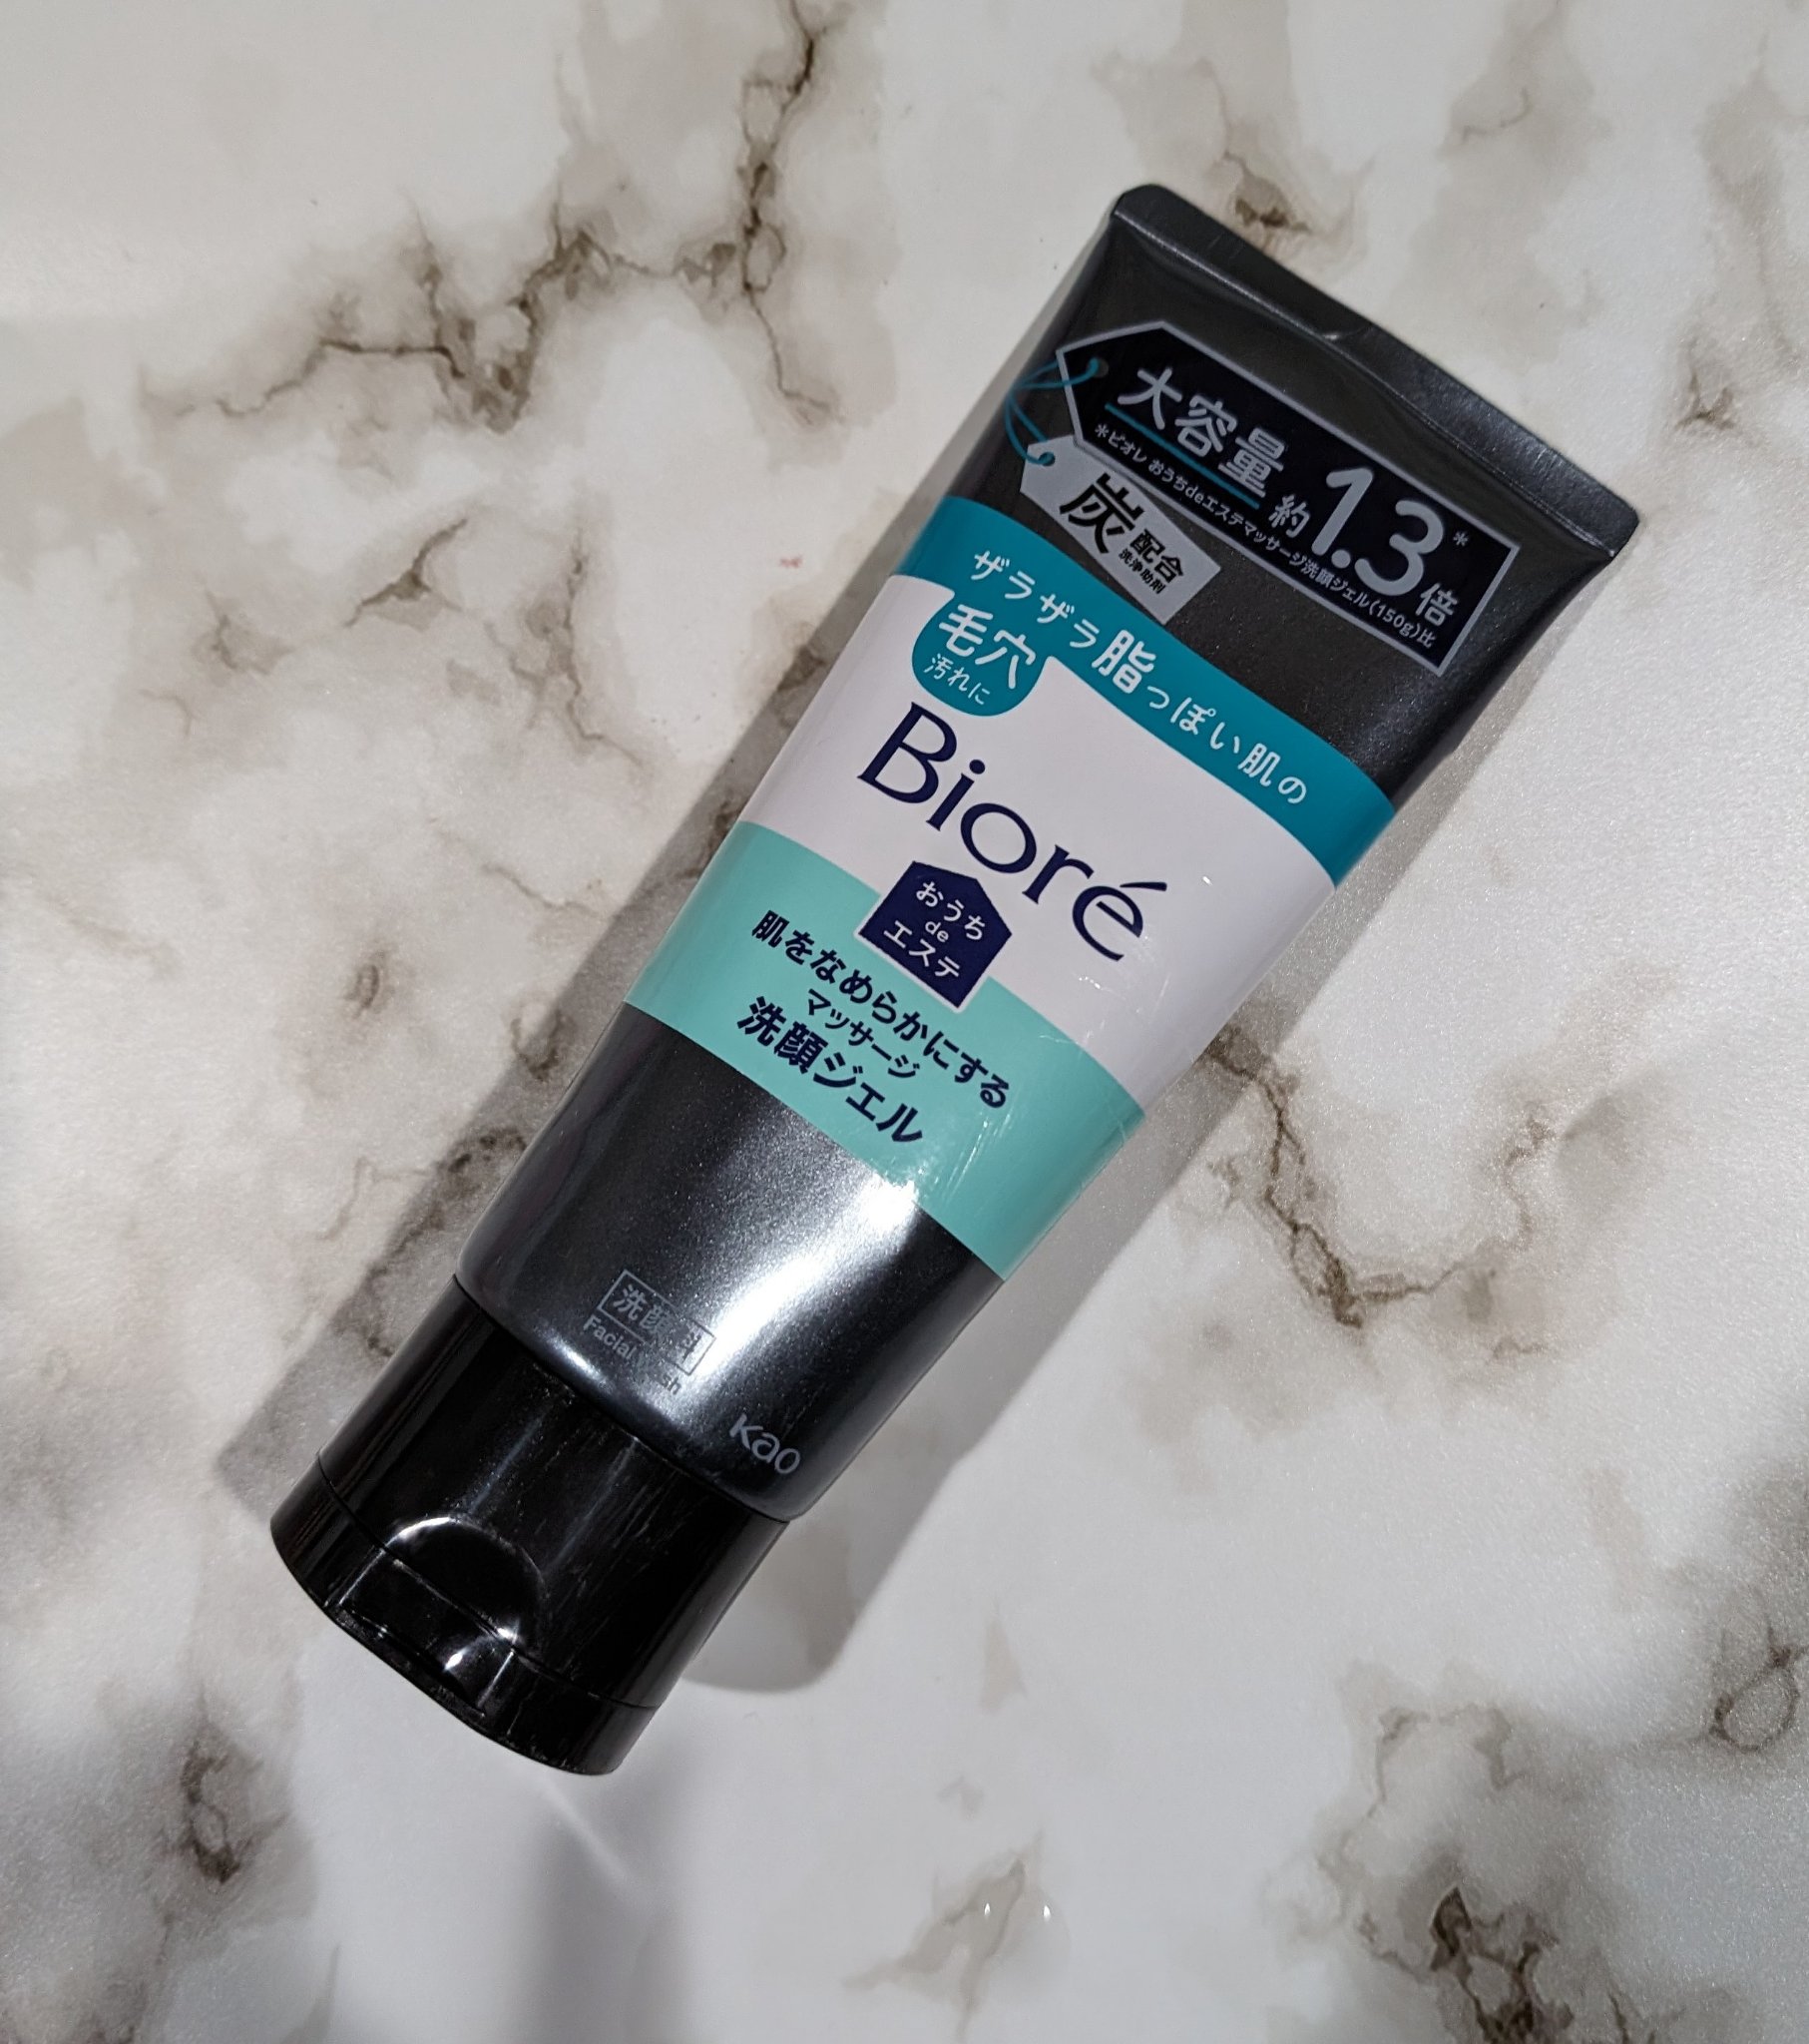 大容量 約1.3倍*
*ビオレ おうちdeエステマッサージ洗顔ジェル(150g)比
炭 配合
洗浄助剤
ザラザラ脂っぽい肌の
毛穴
汚れに
Bioré
おうち
de
エステ
肌をなめらかにする
マッサージ
洗顔ジェル
洗顔料
Facial Wash
Kao